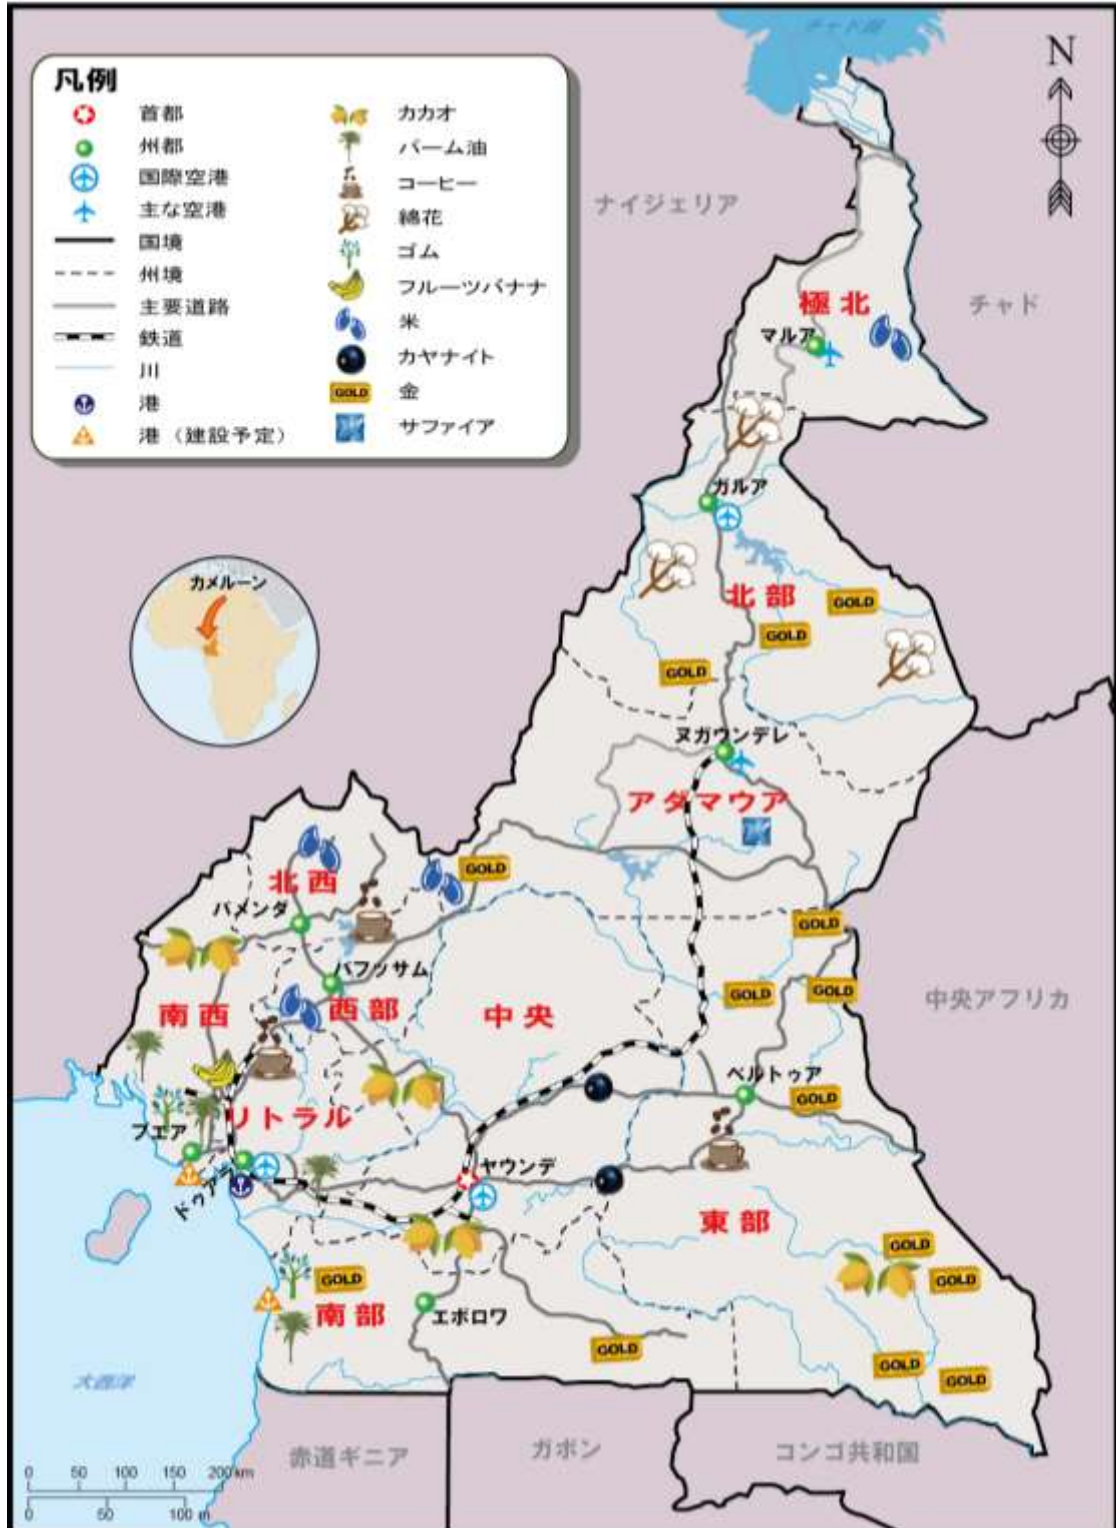 チャド湖
N
凡例
首都
州都
国際空港
主な空港
国境
州境
主要道路
鉄道
川
港
港（建設予定）
カカオ
パーム油
コーヒー
綿花
ゴム
フルーツバナナ
米
カヤナイト
GOLD
金
サファイア
ナイジェリア
チャド
極北
マルア
ガルア
カメルーン
北部
GOLD
GOLD
GOLD
ヌガウンデレ
アダマウア
GOLD
北西
バメンダ
GOLD
バフッサム
GOLD
GOLD
中央アフリカ
南西
西部
中央
ベルトゥア
GOLD
リトラル
ブエア
ドゥアラ
ヤウンデ
東部
GOLD
GOLD
GOLD
南部
エボロワ
GOLD
GOLD
GOLD
大西洋
赤道ギニア
ガボン
コンゴ共和国
0 50 100 150 200 km
0 50 100 m